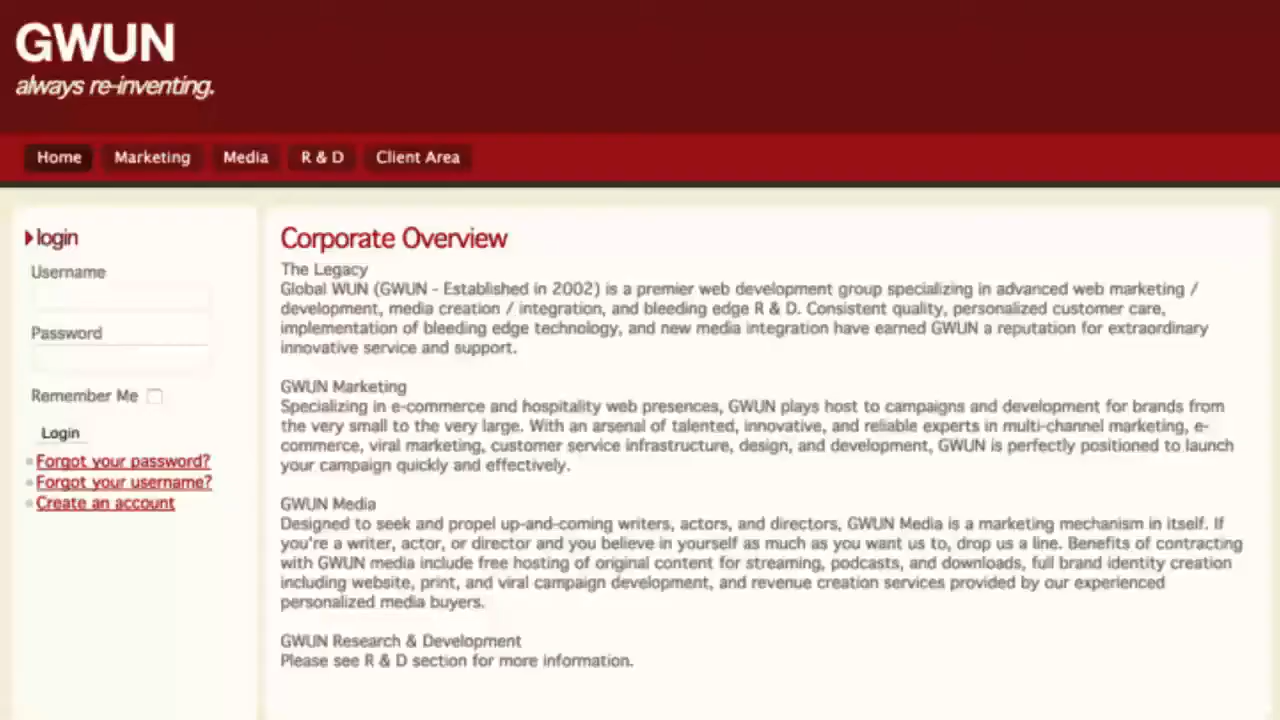 GWUN
always re-inventing.
Home Marketing Media R & D Client Area
login
Username
Password
Remember Me
Login
Forgot your password?
Forgot your username?
Create an account
Corporate Overview
The Legacy
Global WUN (GWUN - Established in 2002) is a premier web development group specializing in advanced web marketing /
development, media creation / integration, and bleeding edge R & D. Consistent quality, personalized customer care,
implementation of bleeding edge technology, and new media integration have earned GWUN a reputation for extraordinary
innovative service and support.
GWUN Marketing
Specializing in e-commerce and hospitality web presences, GWUN plays host to campaigns and development for brands from
the very small to the very large. With an arsenal of talented, innovative, and reliable experts in multi-channel marketing, e-
commerce, viral marketing, customer service infrastructure, design, and development, GWUN is perfectly positioned to launch
your campaign quickly and effectively.
GWUN Media
Designed to seek and propel up-and-coming writers, actors, and directors, GWUN Media is a marketing mechanism in itself. If
you're a writer, actor, or director and you believe in yourself as much as you want us to, drop us a line. Benefits of contracting
with GWUN media include free hosting of original content for streaming, podcasts, and downloads, full brand identity creation
including website, print, and viral campaign development, and revenue creation services provided by our experienced
personalized media buyers.
GWUN Research & Development
Please see R & D section for more information.